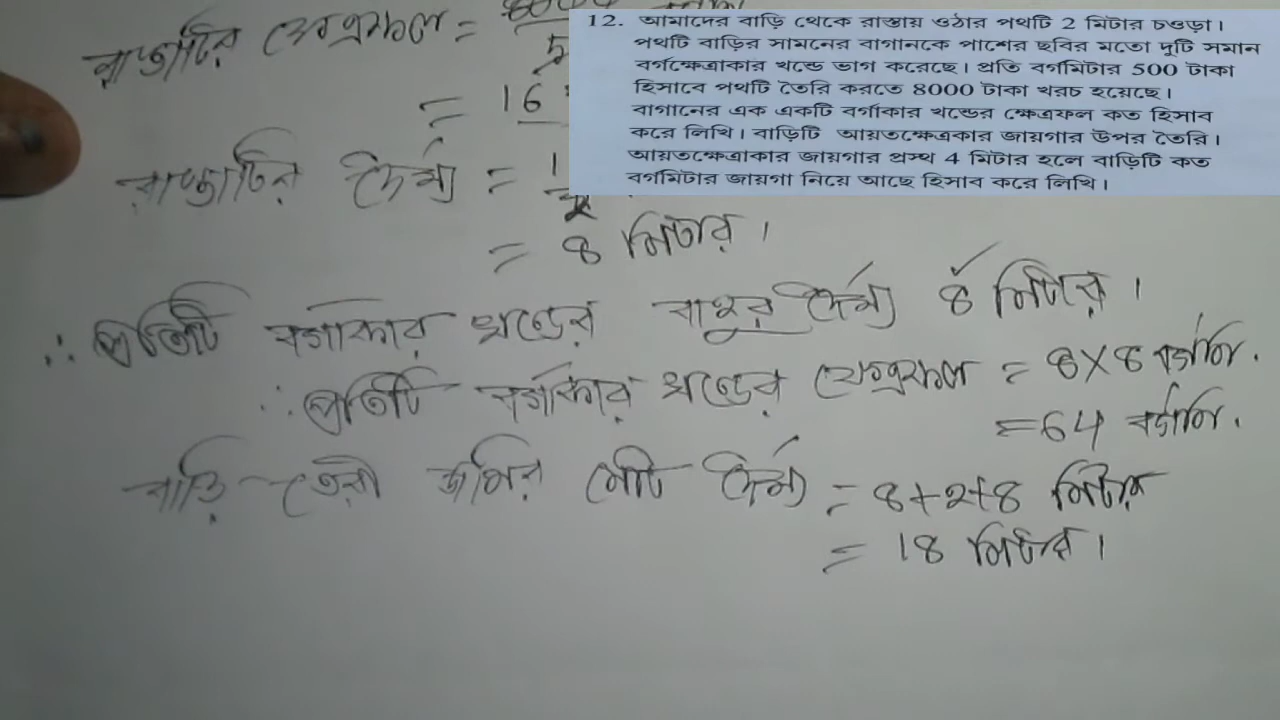 12. আমাদের বাড়ি থেকে রাস্তায় ওঠার পথটি 2 মিটার চওড়া।
পথটি বাড়ির সামনের বাগানকে পাশের ছবির মতো দুটি সমান
বর্গক্ষেত্রাকার খন্ডে ভাগ করেছে। প্রতি বর্গমিটার 500 টাকা
হিসাবে পথটি তৈরি করতে 8000 টাকা খরচ হয়েছে।
বাগানের এক একটি বর্গাকার খন্ডের ক্ষেত্রফল কত হিসাব
করে লিখি। বাড়িটি আয়তক্ষেত্রকার জায়গার উপর তৈরি।
আয়তক্ষেত্রাকার জায়গার প্রস্থ 4 মিটার হলে বাড়িটি কত
বর্গমিটার জায়গা নিয়ে আছে হিসাব করে লিখি।
রাস্তাটির ক্ষেত্রফল =
= 16
রাস্তাটির দৈর্ঘ্য =
= 8 মিটার।
∴ প্রতিটি বর্গাকার খণ্ডের বাহুর দৈর্ঘ্য 8 মিটার।
∴ প্রতিটি বর্গাকার খণ্ডের ক্ষেত্রফল = 8 × 8 বর্গমি.
= 64 বর্গমি.
বাড়ি তৈরী জমির মোট দৈর্ঘ্য = 8+2+8 মিটার
= 18 মিটার।